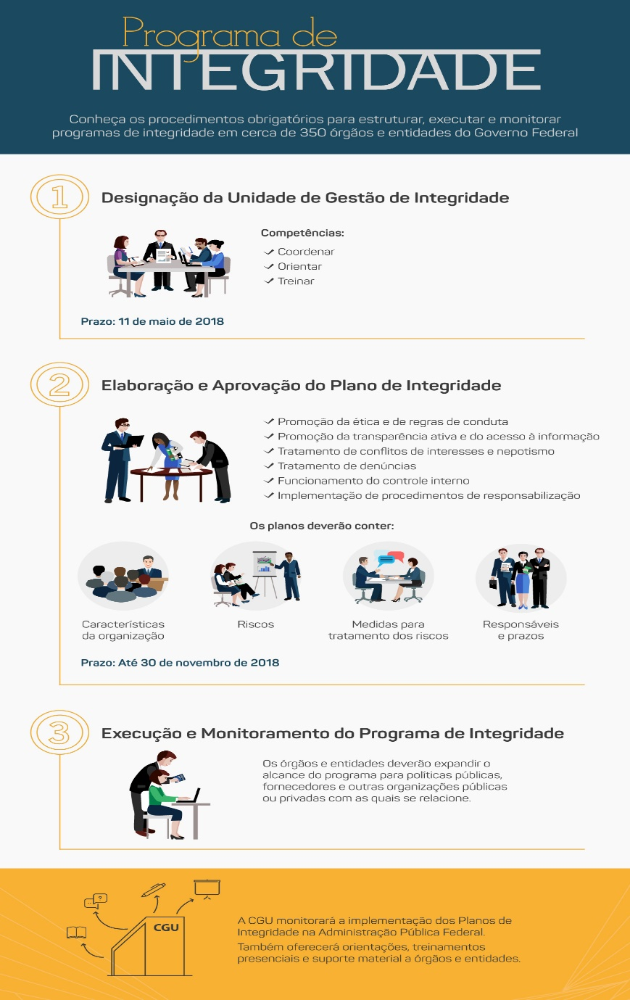 Programa de
INTEGRIDADE
Conheça os procedimentos obrigatórios para estruturar, executar e monitorar
programas de integridade em cerca de 350 órgãos e entidades do Governo Federal
1
Designação da Unidade de Gestão de Integridade
Competências:
Coordenar
Orientar
Treinar
Prazo: 11 de maio de 2018
2
Elaboração e Aprovação do Plano de Integridade
Promoção da ética e de regras de conduta
Promoção da transparência ativa e do acesso à informação
Tratamento de conflitos de interesses e nepotismo
Tratamento de denúncias
Funcionamento do controle interno
Implementação de procedimentos de responsabilização
Os planos deverão conter:
Características
da organização
Riscos
Medidas para
tratamento dos riscos
Responsáveis
e prazos
Prazo: Até 30 de novembro de 2018
3
Execução e Monitoramento do Programa de Integridade
Os órgãos e entidades deverão expandir o
alcance do programa para políticas públicas,
fornecedores e outras organizações públicas
ou privadas com as quais se relacione.
CGU
A CGU monitorará a implementação dos Planos de
Integridade na Administração Pública Federal.
Também oferecerá orientações, treinamentos
presenciais e suporte material a órgãos e entidades.